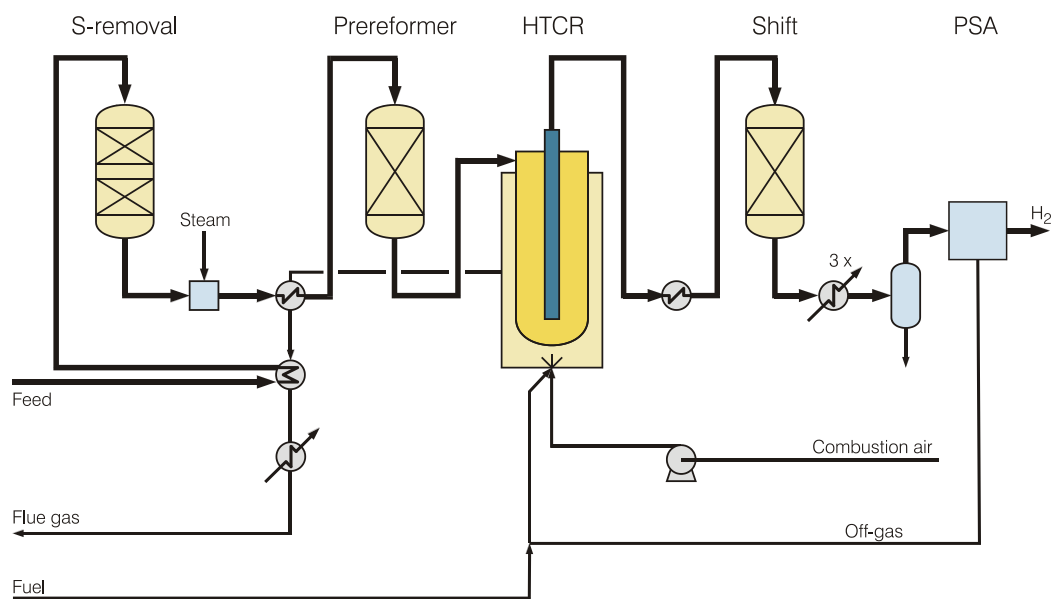 S-removal
Prereformer
HTCR
Shift
PSA
Steam
H2
3 x
Feed
Combustion air
Flue gas
Off-gas
Fuel